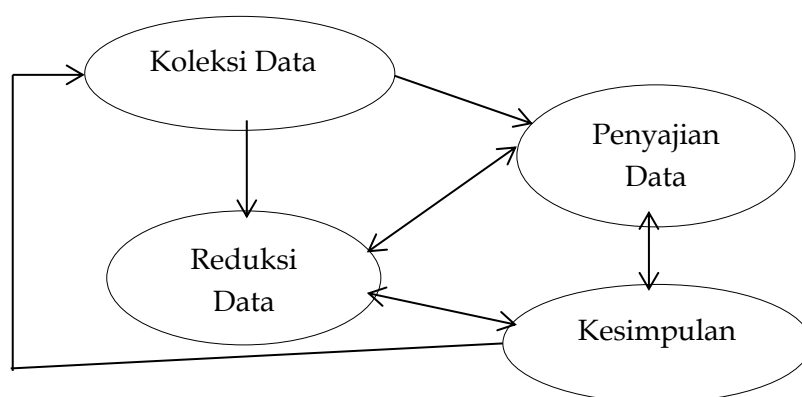 Koleksi Data
Penyajian
Data
Reduksi
Data
Kesimpulan